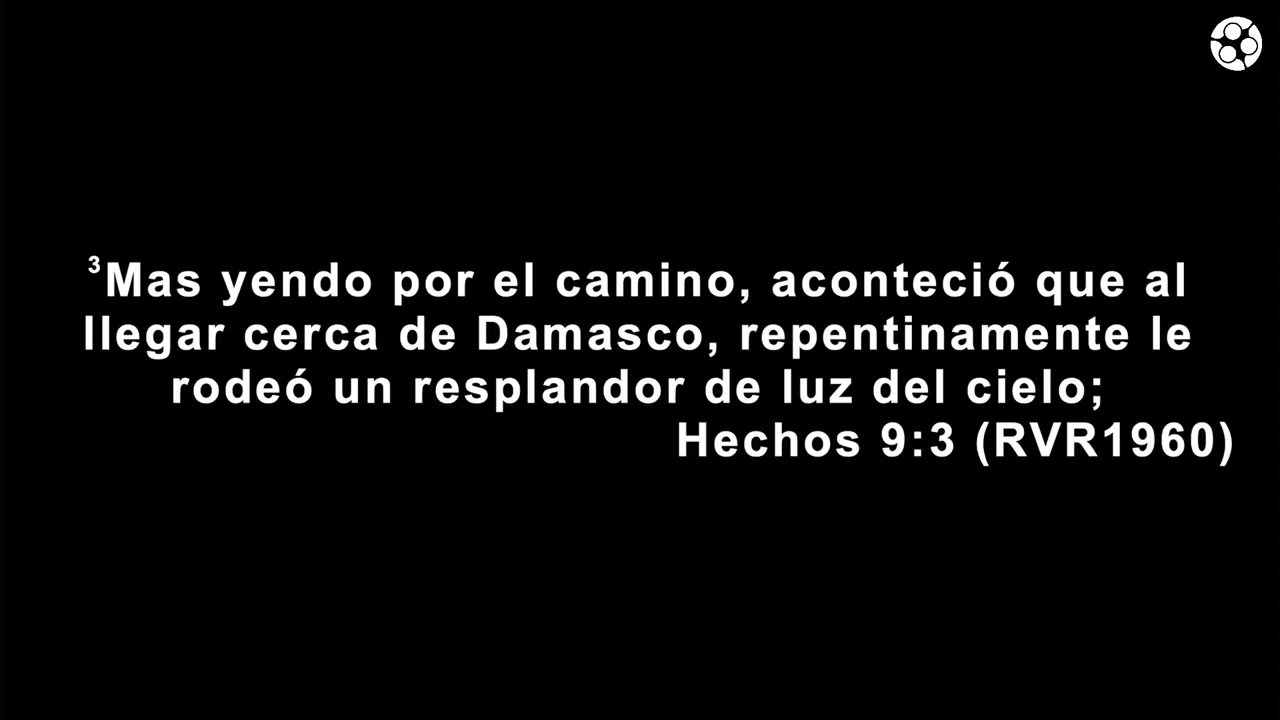 ³Mas yendo por el camino, aconteció que al
llegar cerca de Damasco, repentinamente le
rodeó un resplandor de luz del cielo;
Hechos 9:3 (RVR1960)